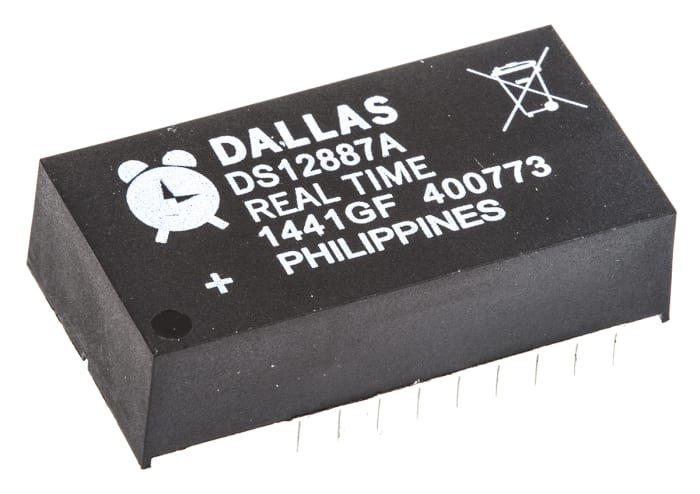 DALLAS
DS12887A
REAL TIME
1441GF 400773
+ PHILIPPINES